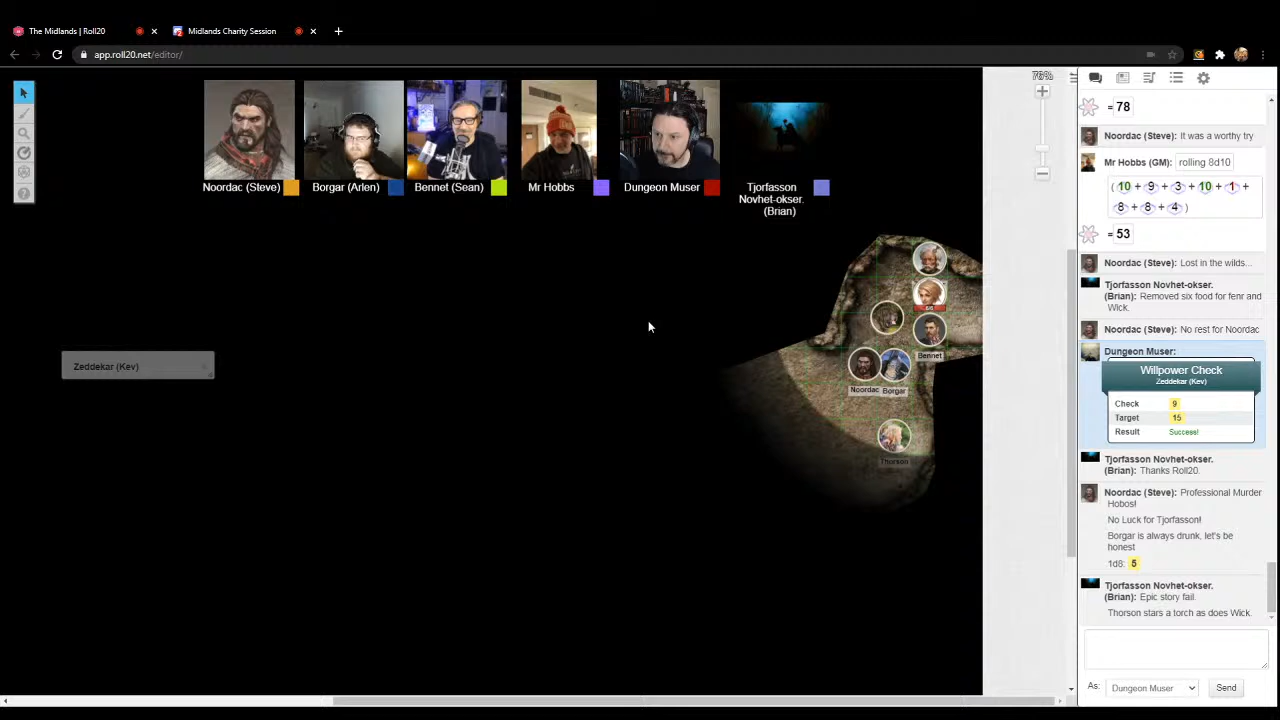 The Midlands | Roll20
Midlands Charity Session
app.roll20.net/editor/
Noordac (Steve)
Borgar (Arlen)
Bennet (Sean)
Mr Hobbs
Dungeon Muser
Tjorfasson
Novhet-okser.
(Brian)
Zeddekar (Kev)
Bennet
Noordac
Borgar
Thorson
76%
= 78
Noordac (Steve): It was a worthy
try
Mr Hobbs (GM): rolling 8d10
( 10 + 9 + 3 + 10 + 1 +
8 + 8 + 4 )
= 53
Noordac (Steve): Lost in the wilds...
Tjorfasson Novhet-okser.
(Brian): Removed six food for fenr and
Wick.
Noordac (Steve): No rest for Noordac
Dungeon Muser:
Willpower Check
Zeddekar (Kev)
Check 9
Target 15
Result Success!
Tjorfasson Novhet-okser.
(Brian): Thanks Roll20.
Noordac (Steve): Professional Murder
Hobos!
No Luck for Tjorfasson!
Borgar is always drunk, let's be
honest
1d8: 5
Tjorfasson Novhet-okser.
(Brian): Epic story fail.
Thorson stars a torch as does Wick.
As: Dungeon Muser Send